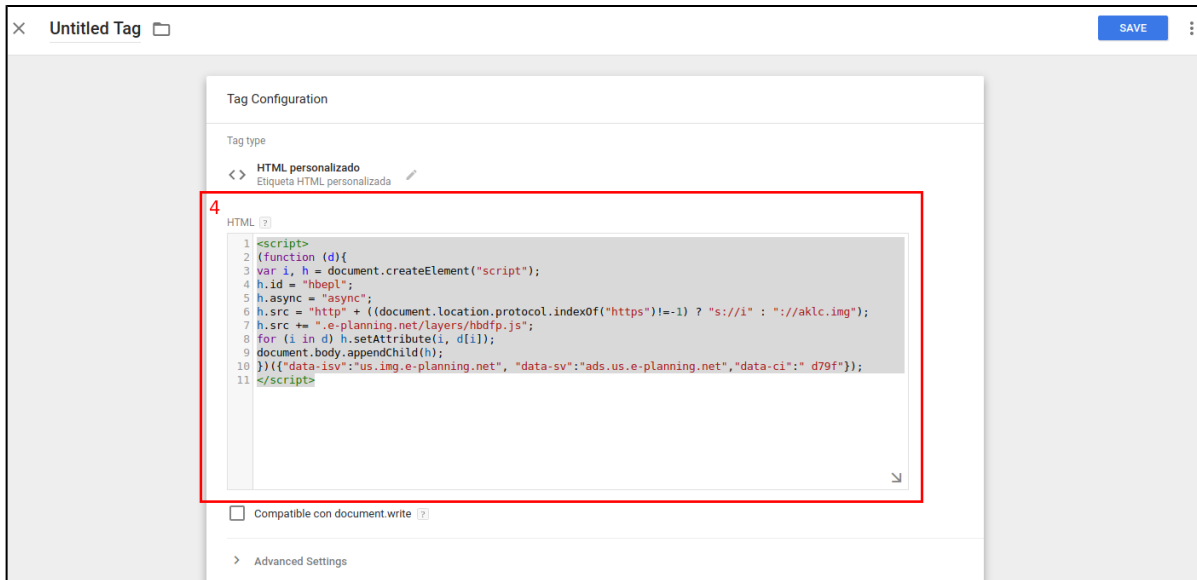 Untitled Tag
SAVE
Tag Configuration
Tag type
HTML personalizado
Etiqueta HTML personalizada
4
HTML ?
1 <script>
2 (function (d){
3 var i, h = document.createElement("script");
4 h.id = "hbepl";
5 h.async = "async";
6 h.src = "http" + ((document.location.protocol.indexOf("https")!=-1) ? "s://i" : "://aklc.img");
7 h.src += ".e-planning.net/layers/hbdfp.js";
8 for (i in d) h.setAttribute(i, d[i]);
9 document.body.appendChild(h);
10 })({"data-isv":"us.img.e-planning.net", "data-sv":"ads.us.e-planning.net","data-ci":" d79f"});
11 </script>
Compatible con document.write ?
Advanced Settings